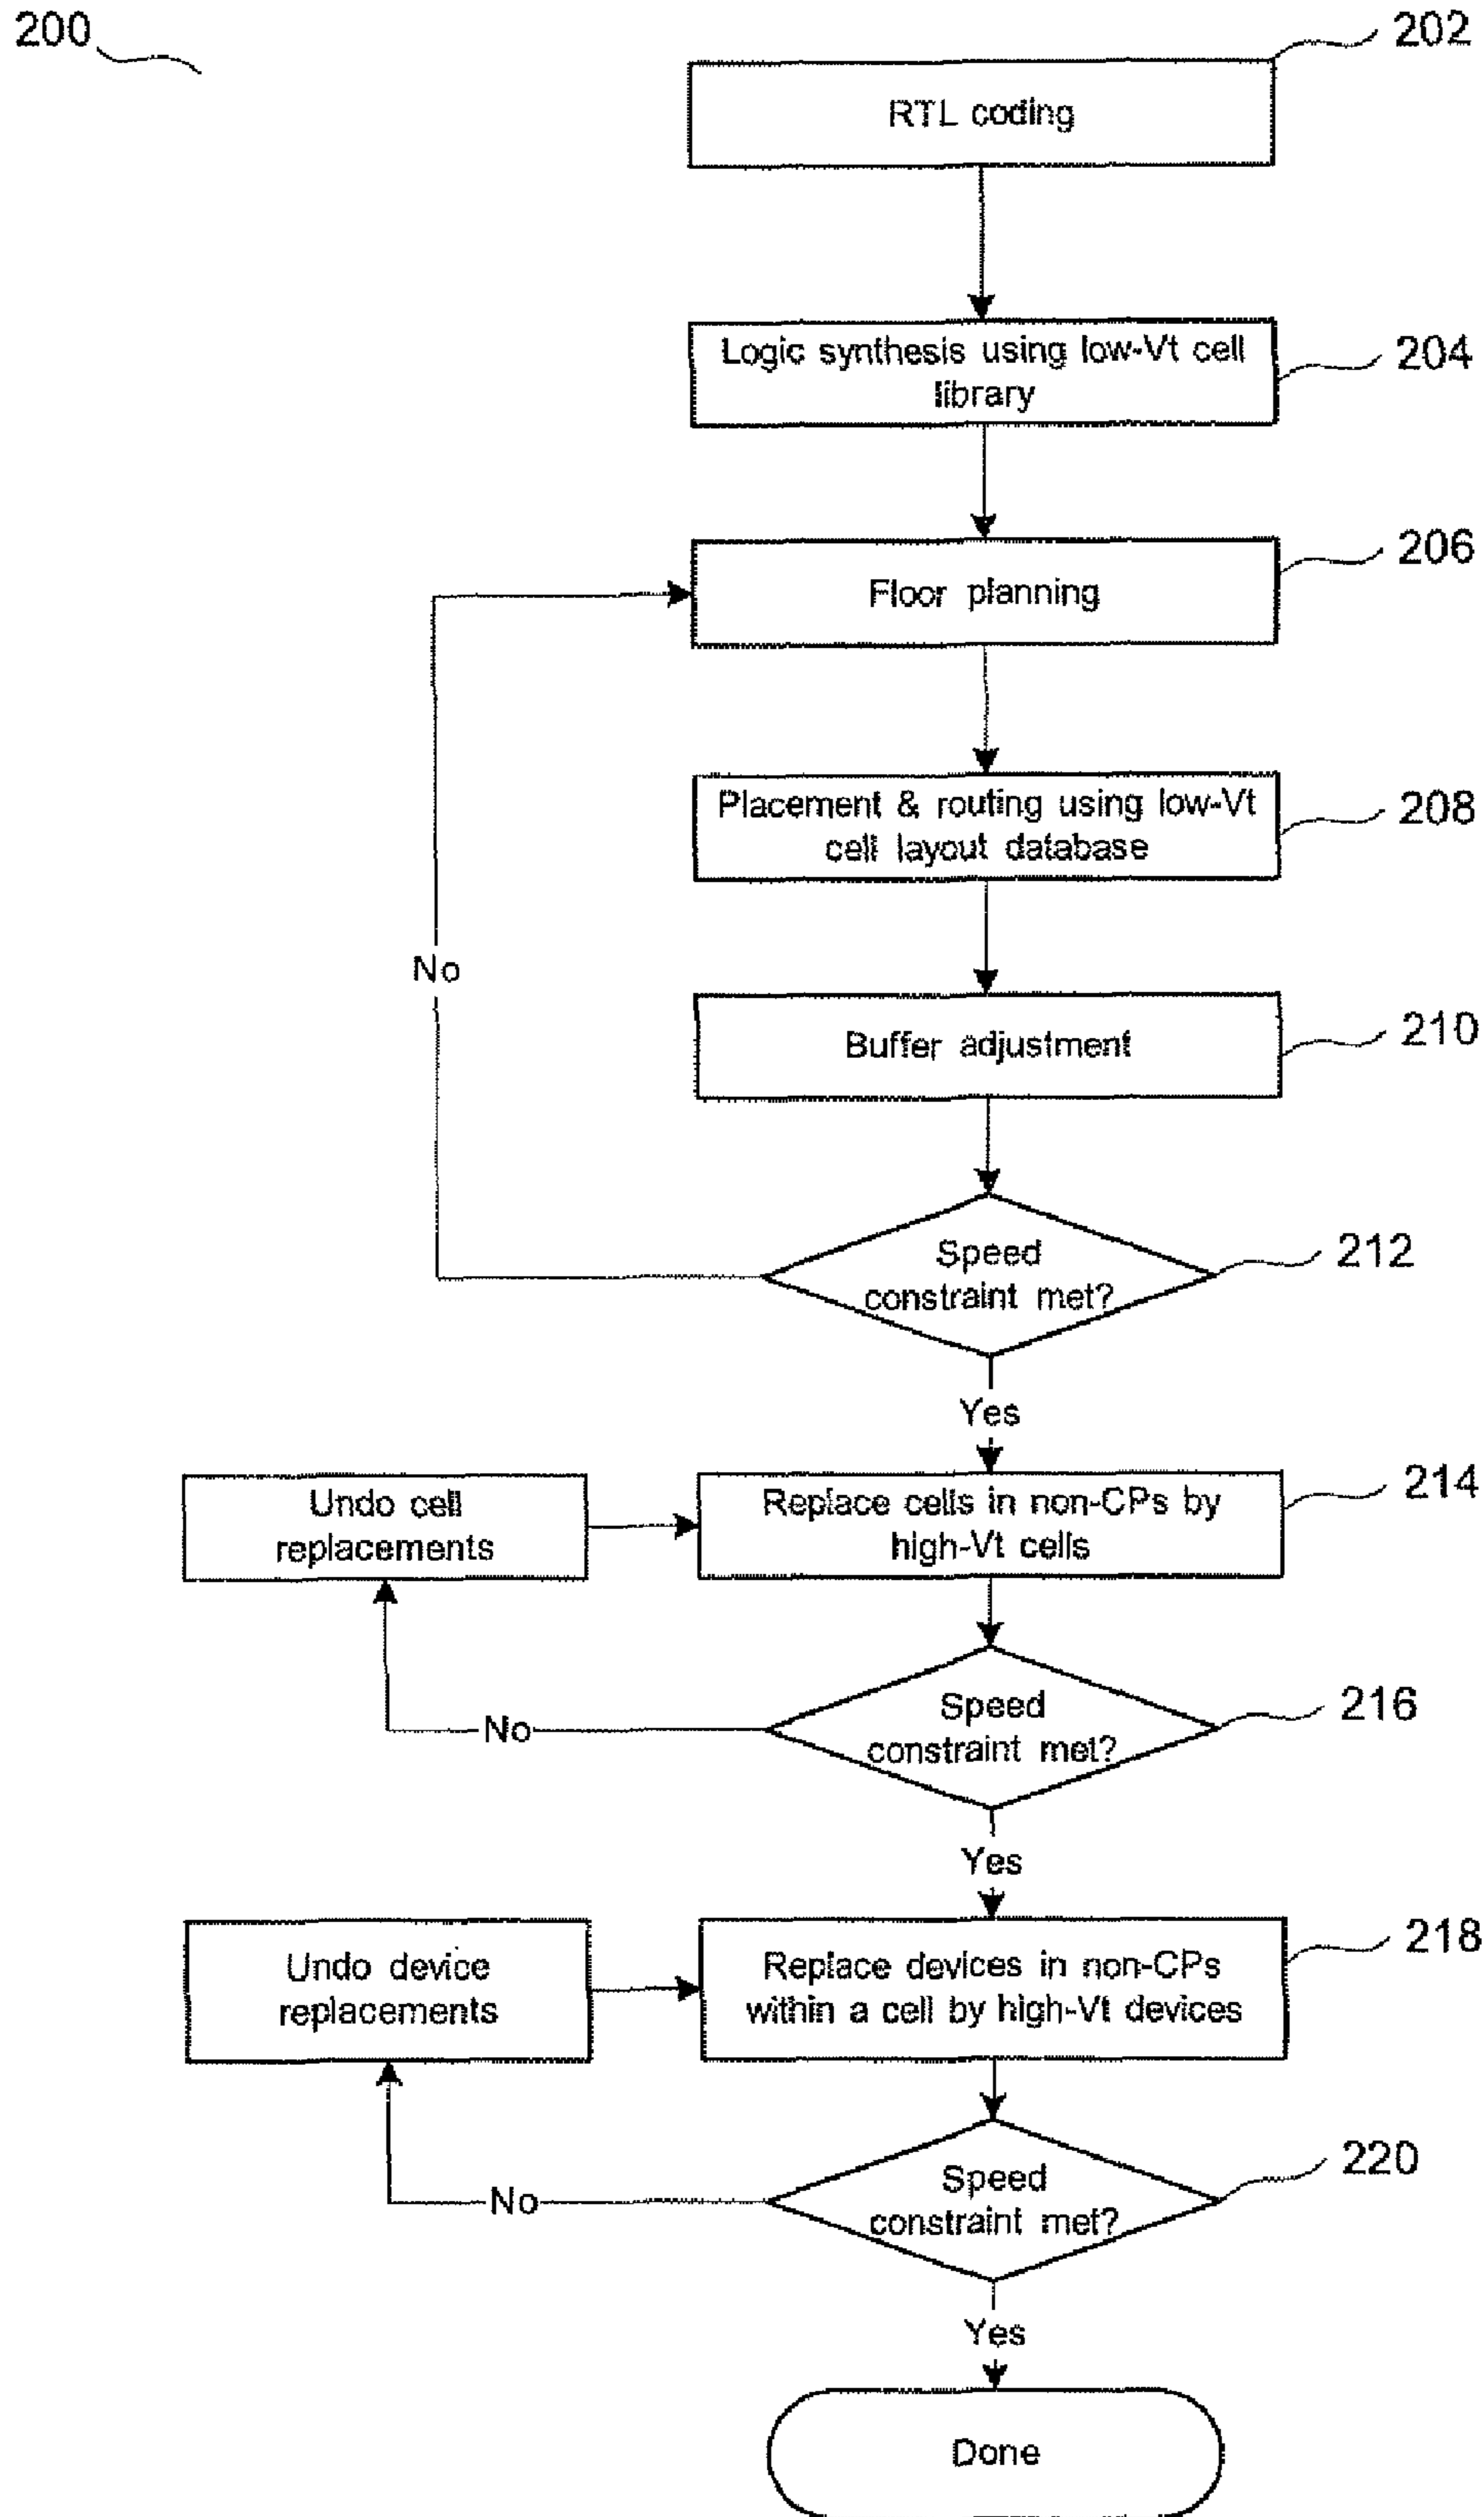 200
202
RTL coding
Logic synthesis using low-Vt cell
library
204
206
Floor planning
Placement & routing using low-Vt
cell layout database
208
No
Buffer adjustment
210
Speed
constraint met?
212
Yes
Undo cell
replacements
Replace cells in non-CPs by
high-Vt cells
214
Speed
constraint met?
216
No
Yes
Undo device
replacements
Replace devices in non-CPs
within a cell by high-Vt devices
218
Speed
constraint met?
220
No
Yes
Done